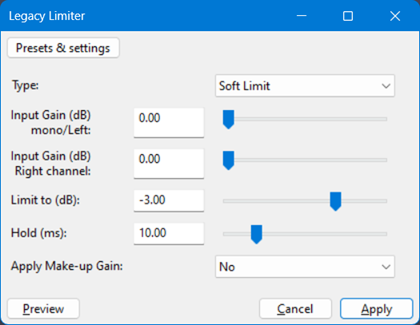 Legacy Limiter
Presets & settings
Type: Soft Limit
Input Gain (dB)
mono/Left: 0.00
Input Gain (dB)
Right channel: 0.00
Limit to (dB): -3.00
Hold (ms): 10.00
Apply Make-up Gain: No
Preview Cancel Apply